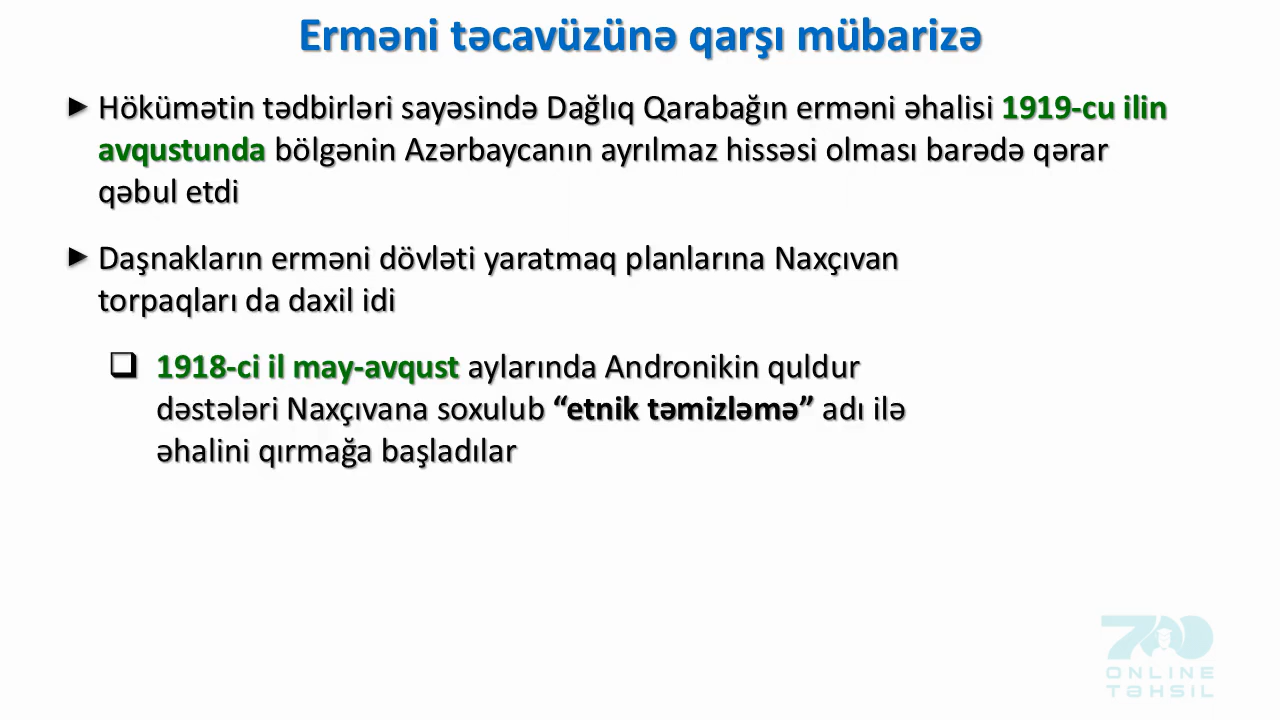 Erməni təcavüzünə qarşı mübarizə
Hökümətin tədbirləri sayəsində Dağlıq Qarabağın erməni əhalisi 1919-cu ilin
avqustunda bölgənin Azərbaycanın ayrılmaz hissəsi olması barədə qərar
qəbul etdi
Daşnakların erməni dövləti yaratmaq planlarına Naxçıvan
torpaqları da daxil idi
1918-ci il may-avqust aylarında Andronikin quldur
dəstələri Naxçıvana soxulub “etnik təmizləmə” adı ilə
əhalini qırmağa başladılar
700
ONLINE
TƏHSIL